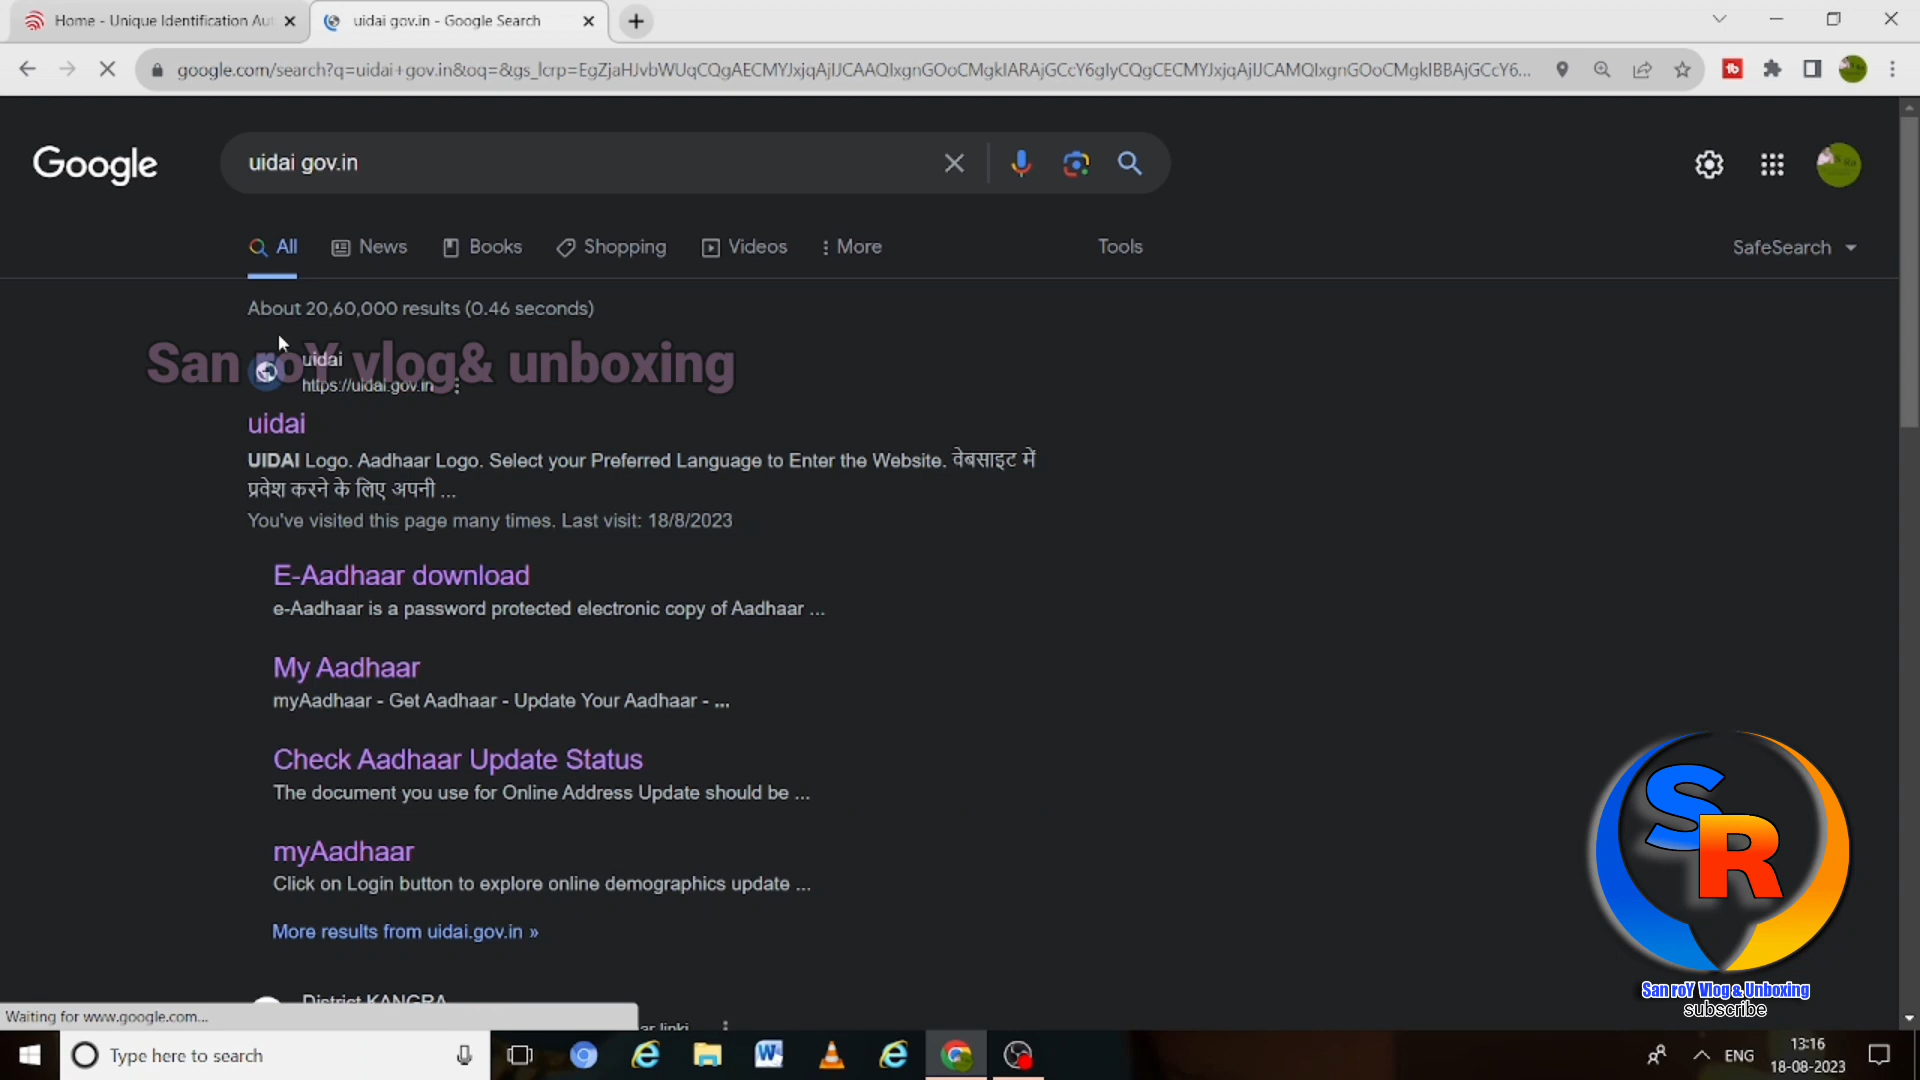 Home - Unique Identification Au
uidai gov.in - Google Search
google.com/search?q=uidai+gov.in&oq=&gs_lcrp=EgZjaHJvbWUqCQgAECMYJxjqAjIJCAAQIxgnGOoCMgkIARAjGCcY6gIyCQgCECMYJxjqAjIJCAMQIxgnGOoCMgkIBBAjGCcY6...
Google
uidai gov.in
All
News
Books
Shopping
Videos
More
Tools
SafeSearch
About 20,60,000 results (0.46 seconds)
San roY vlog& unboxing
uidai
https://uidai.gov.in
uidai
UIDAI Logo. Aadhaar Logo. Select your Preferred Language to Enter the Website. वेबसाइट में
प्रवेश करने के लिए अपनी ...
You've visited this page many times. Last visit: 18/8/2023
E-Aadhaar download
e-Aadhaar is a password protected electronic copy of Aadhaar ...
My Aadhaar
myAadhaar - Get Aadhaar - Update Your Aadhaar - ...
Check Aadhaar Update Status
The document you use for Online Address Update should be ...
myAadhaar
Click on Login button to explore online demographics update ...
More results from uidai.gov.in »
District KANGRA
SR
San roY Vlog & Unboxing
subscribe
Waiting for www.google.com...
Type here to search
ENG
13:16
18-08-2023